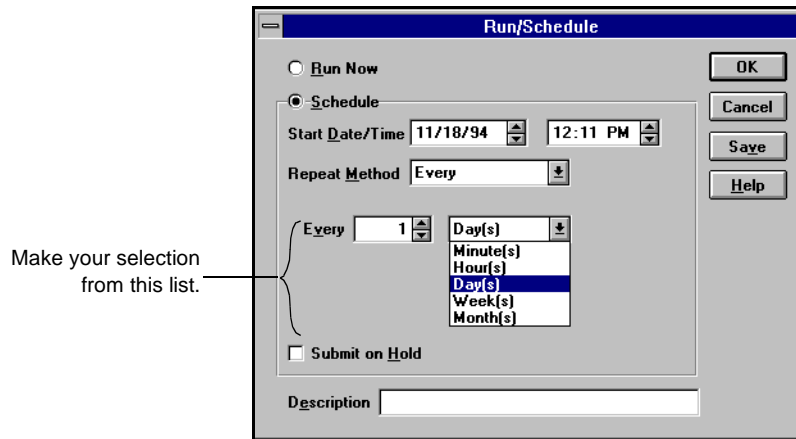 Run/Schedule
Run Now
OK
Schedule
Cancel
Start Date/Time 11/18/94 12:11 PM
Save
Repeat Method Every
Help
Every 1 Day(s)
Minute(s)
Hour(s)
Day(s)
Week(s)
Month(s)
Make your selection
from this list.
Submit on Hold
Description